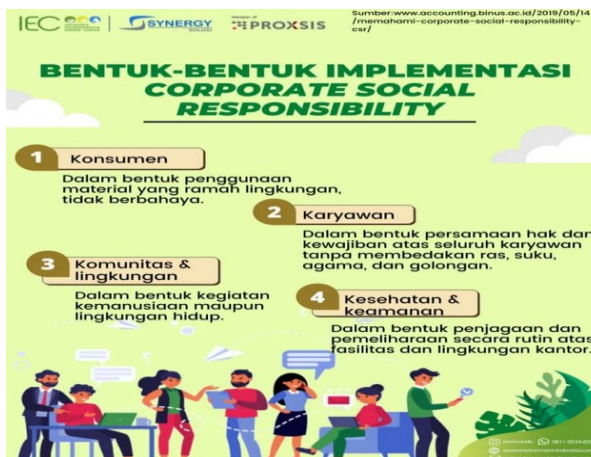 IEC
SYNERGY
SOLUSI
Member of
PROXSIS
Sumber:www.accounting.binus.ac.id/2019/05/14
/memahami-corporate-social-responsibility-
csr/
BENTUK-BENTUK IMPLEMENTASI
CORPORATE SOCIAL
RESPONSIBILITY
1 Konsumen
Dalam bentuk penggunaan
material yang ramah lingkungan,
tidak berbahaya.
2 Karyawan
Dalam bentuk persamaan hak dan
kewajiban atas seluruh karyawan
tanpa membedakan ras, suku,
agama, dan golongan.
3 Komunitas &
lingkungan
Dalam bentuk kegiatan
kemanusiaan maupun
lingkungan hidup.
4 Kesehatan &
keamanan
Dalam bentuk penjagaan dan
pemeliharaan secara rutin atas
fasilitas dan lingkungan kantor.